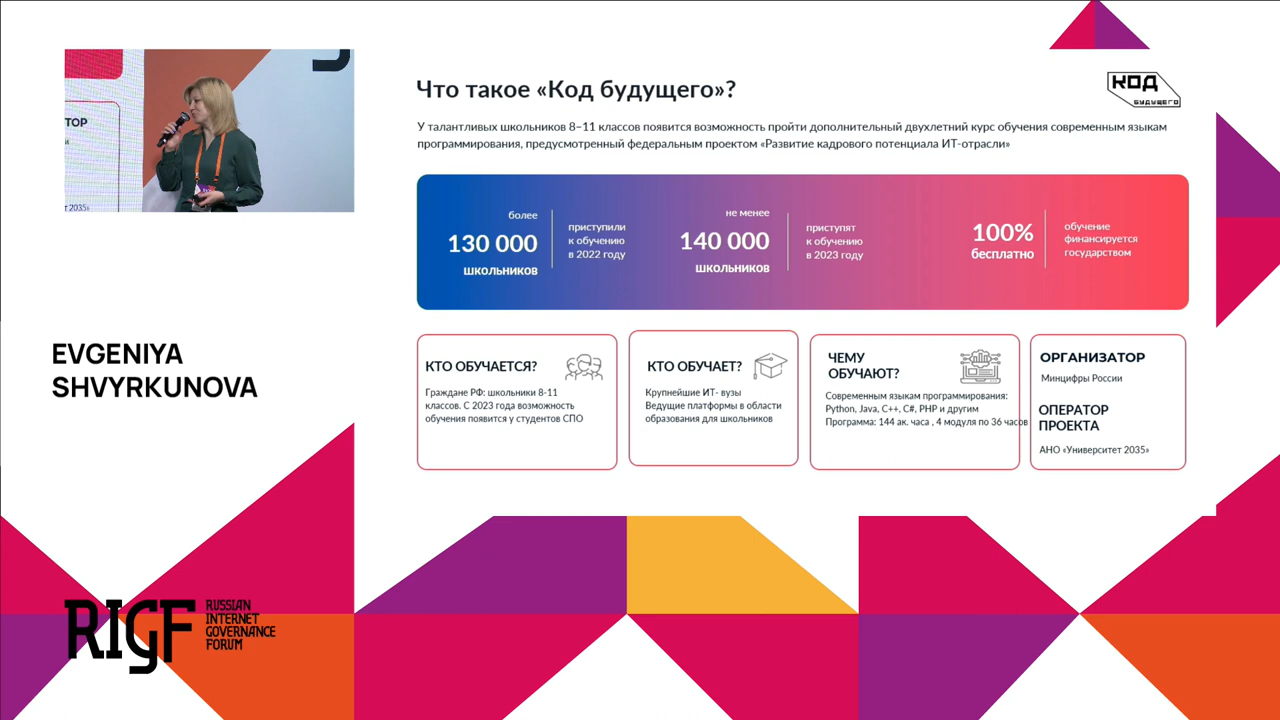 ТОР
т 2035»
Что такое «Код будущего»?
КОД
БУДУЩЕГО
У талантливых школьников 8–11 классов появится возможность пройти дополнительный двухлетний курс обучения современным языкам
программирования, предусмотренный федеральным проектом «Развитие кадрового потенциала ИТ-отрасли»
более
130 000
школьников
приступили
к обучению
в 2022 году
не менее
140 000
школьников
приступят
к обучению
в 2023 году
100%
бесплатно
обучение
финансируется
государством
EVGENIYA
SHVYRKUNOVA
КТО ОБУЧАЕТСЯ?
Граждане РФ: школьники 8-11
классов. С 2023 года возможность
обучения появится у студентов СПО
КТО ОБУЧАЕТ?
Крупнейшие ИТ- вузы
Ведущие платформы в области
образования для школьников
ЧЕМУ
ОБУЧАЮТ?
Современным языкам программирования:
Python, Java, C++, C#, PHP и другим
Программа: 144 ак. часа , 4 модуля по 36 часов
ОРГАНИЗАТОР
Минцифры России
ОПЕРАТОР
ПРОЕКТА
АНО «Университет 2035»
RIGF
RUSSIAN
INTERNET
GOVERNANCE
FORUM